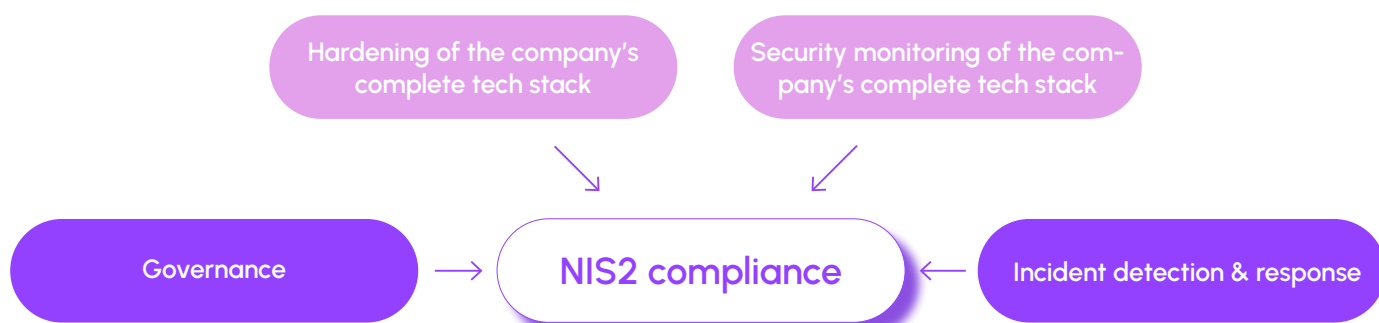 Hardening of the company's
complete tech stack
Security monitoring of the com-
pany's complete tech stack
Governance
NIS2 compliance
Incident detection & response